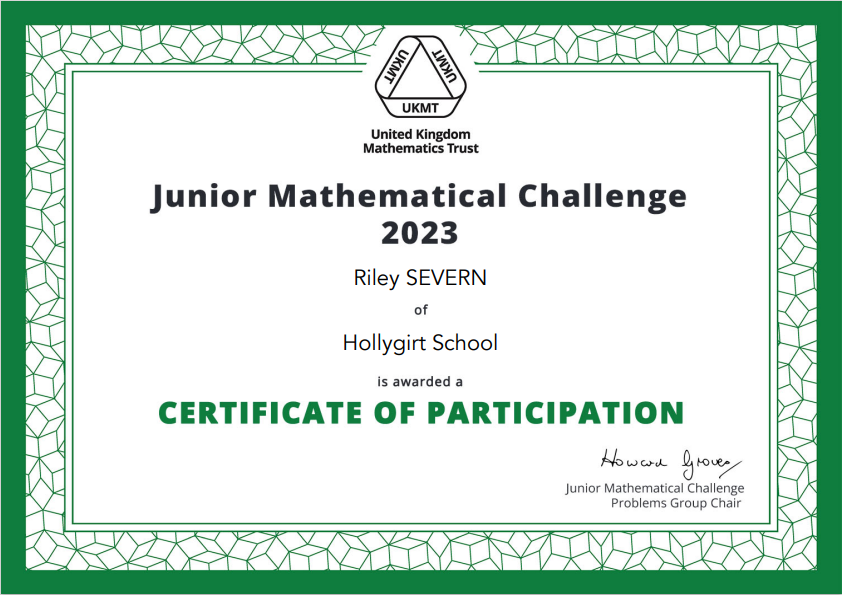 UKMT
UKMT
UKMT
United Kingdom
Mathematics Trust
Junior Mathematical Challenge
2023
Riley SEVERN
of
Hollygirt School
is awarded a
CERTIFICATE OF PARTICIPATION
Howard Groves
Junior Mathematical Challenge
Problems Group Chair